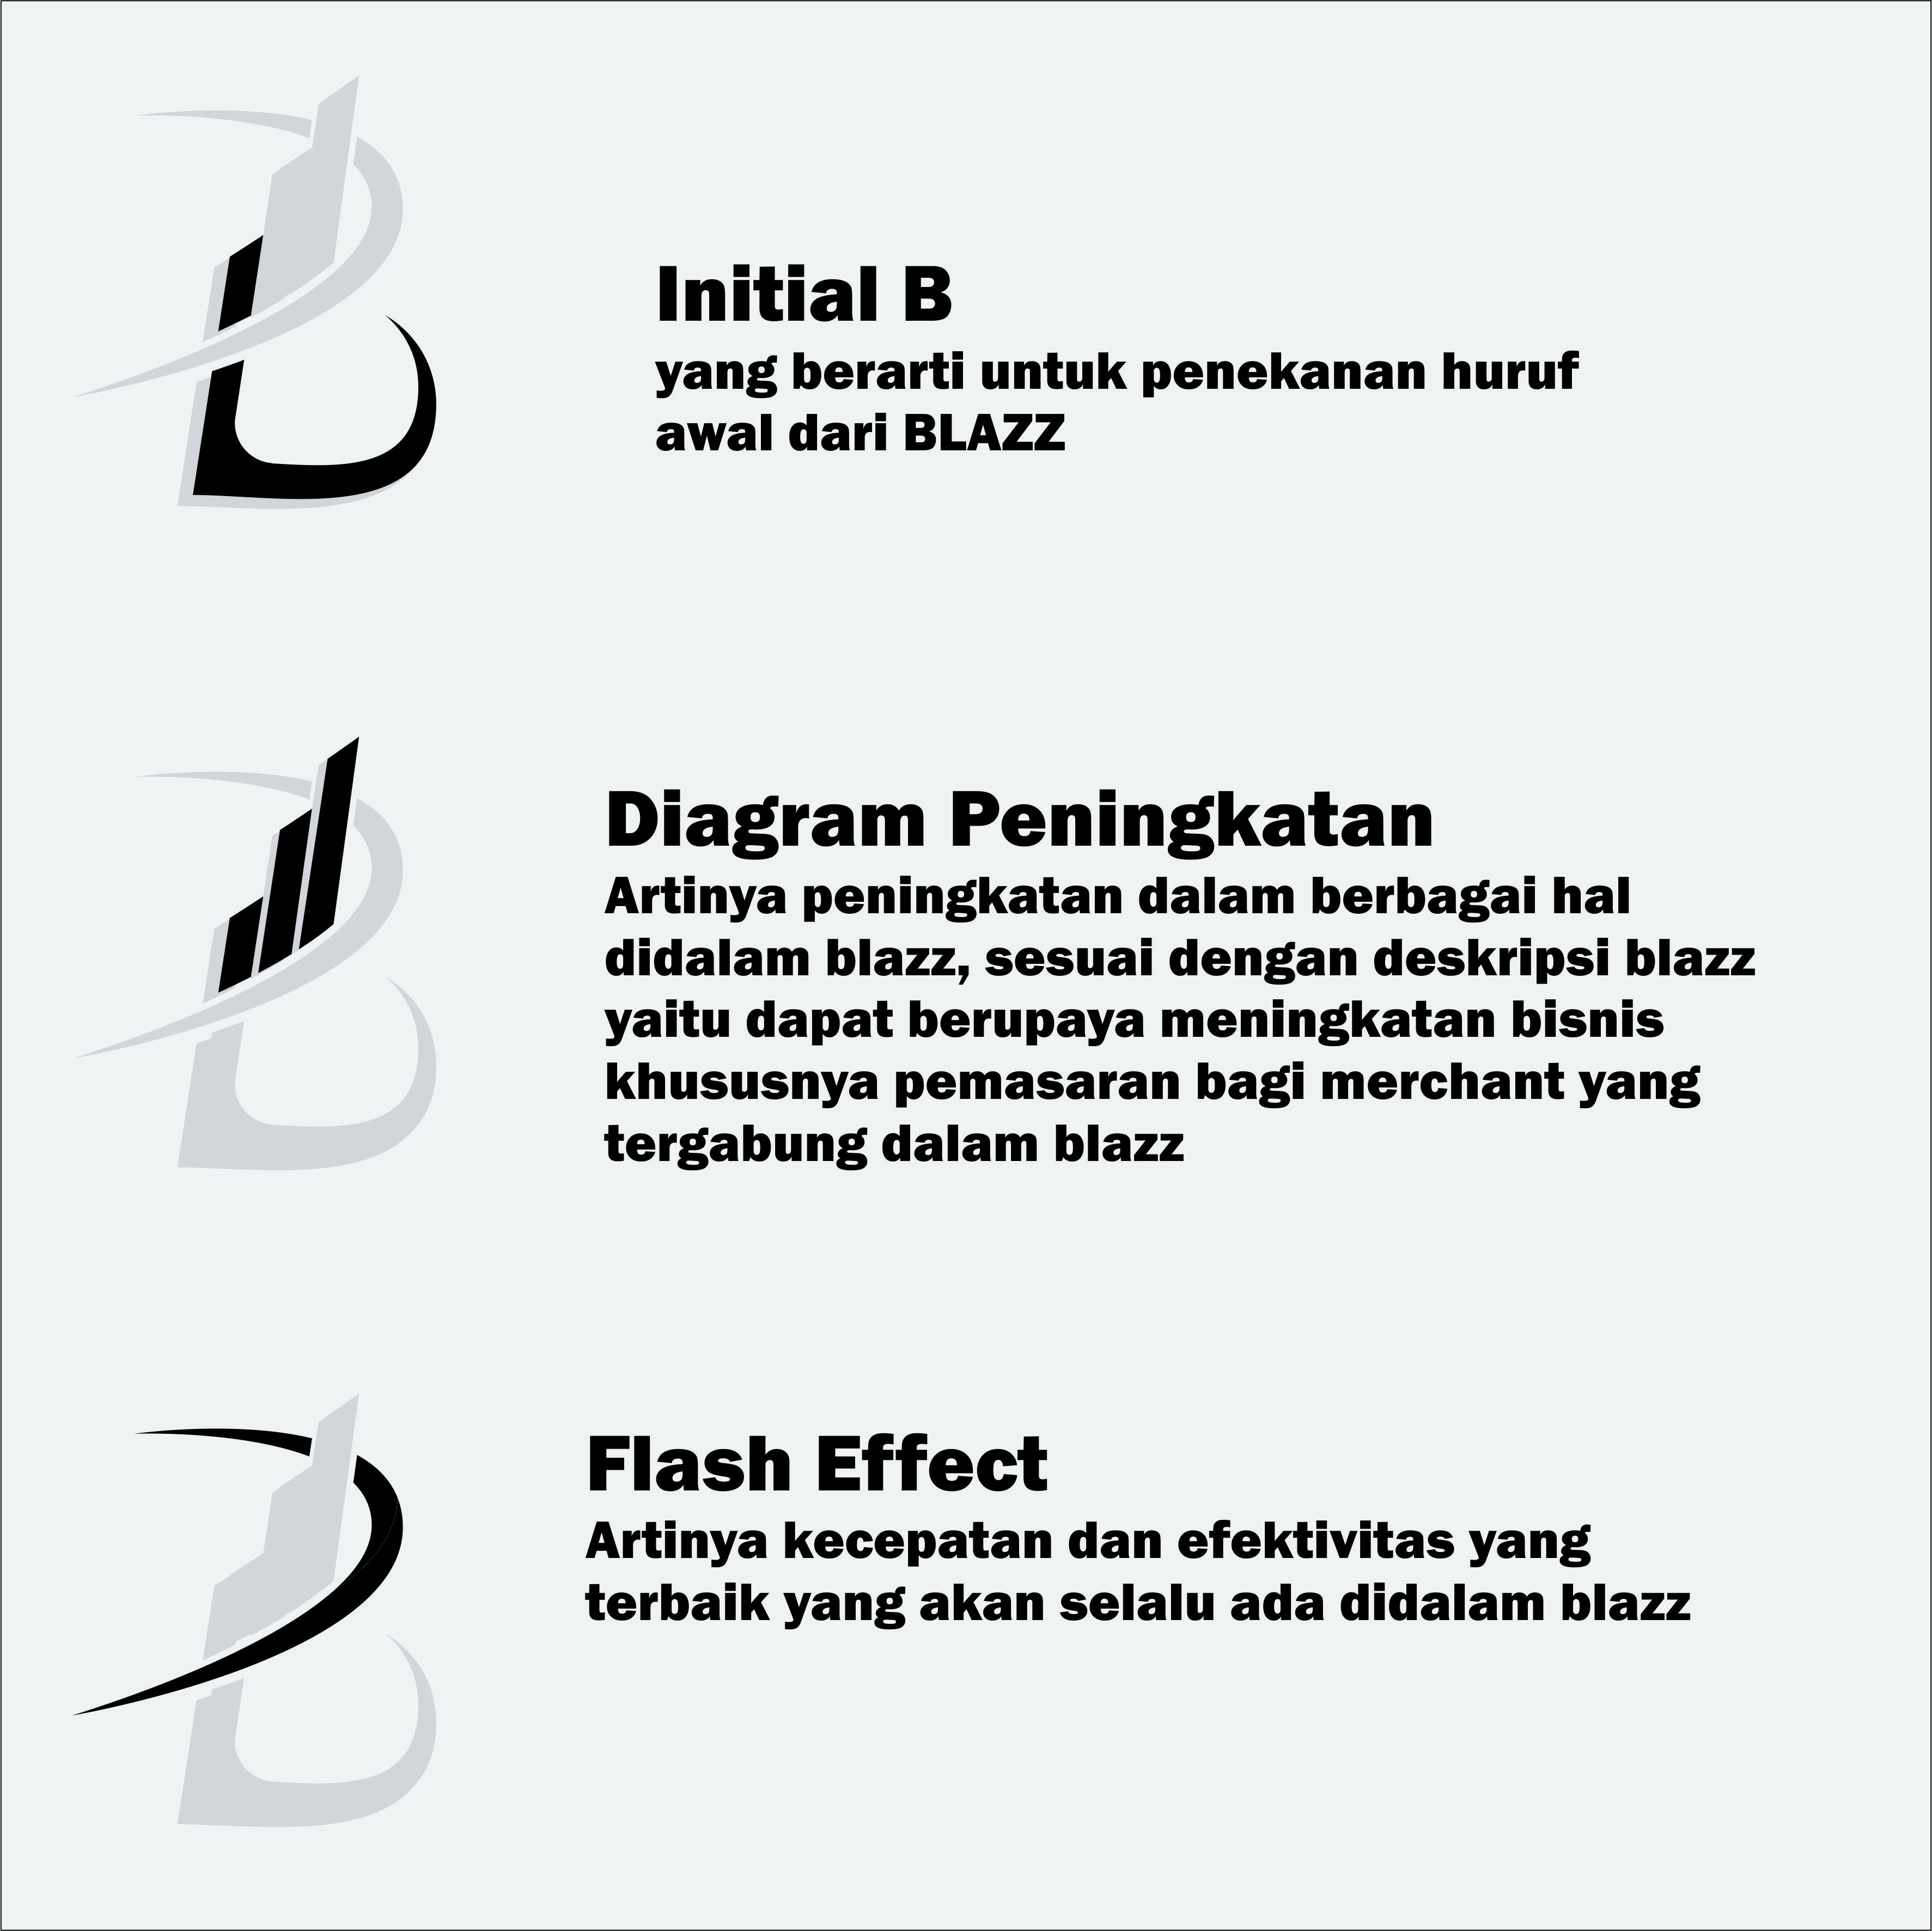 Initial B
yang berarti untuk penekanan huruf
awal dari BLAZZ
Diagram Peningkatan
Artinya peningkatan dalam berbagai hal
didalam blazz, sesuai dengan deskripsi blazz
yaitu dapat berupaya meningkatan bisnis
khususnya pemasaran bagi merchant yang
tergabung dalam blazz
Flash Effect
Artinya kecepatan dan efektivitas yang
terbaik yang akan selalu ada didalam blazz